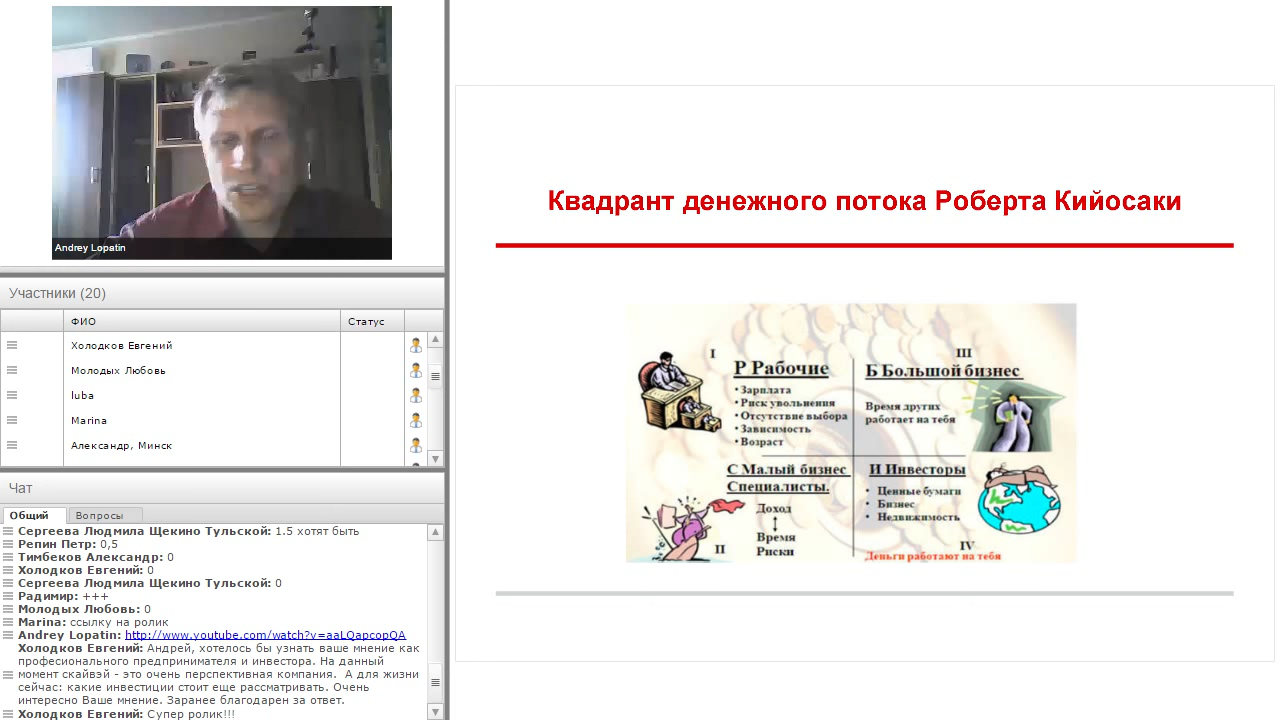 Andrey Lopatin
Участники (20)
ФИО
Статус
Холодков Евгений
Молодых Любовь
luba
Marina
Александр, Минск
Чат
Общий
Вопросы
Сергеева Людмила Щекино Тульской: 1.5 хотят быть
Репин Петр: 0,5
Тимбеков Александр: 0
Холодков Евгений: 0
Сергеева Людмила Щекино Тульской: 0
Радимир: +++
Молодых Любовь: 0
Marina: ссылку на ролик
Andrey Lopatin: http://www.youtube.com/watch?v=aaLQapcopQA
Холодков Евгений: Андрей, хотелось бы узнать ваше мнение как
професионального предпринимателя и инвестора. На данный
момент скайвэй - это очень перспективная компания. А для жизни
сейчас: какие инвестиции стоит еще рассматривать. Очень
интересно Ваше мнение. Заранее благодарен за ответ.
Холодков Евгений: Супер ролик!!!
Квадрант денежного потока Роберта Кийосаки
I
Р Рабочие
• Зарплата
• Риск увольнения
• Отсутствие выбора
• Зависимость
• Возраст
III
Б Большой бизнес
Время других
работает на тебя
С Малый бизнес
Специалисты.
Доход
Время
Риски
II
И Инвесторы
• Ценные бумаги
• Бизнес
• Недвижимость
IV
Деньги работают на тебя